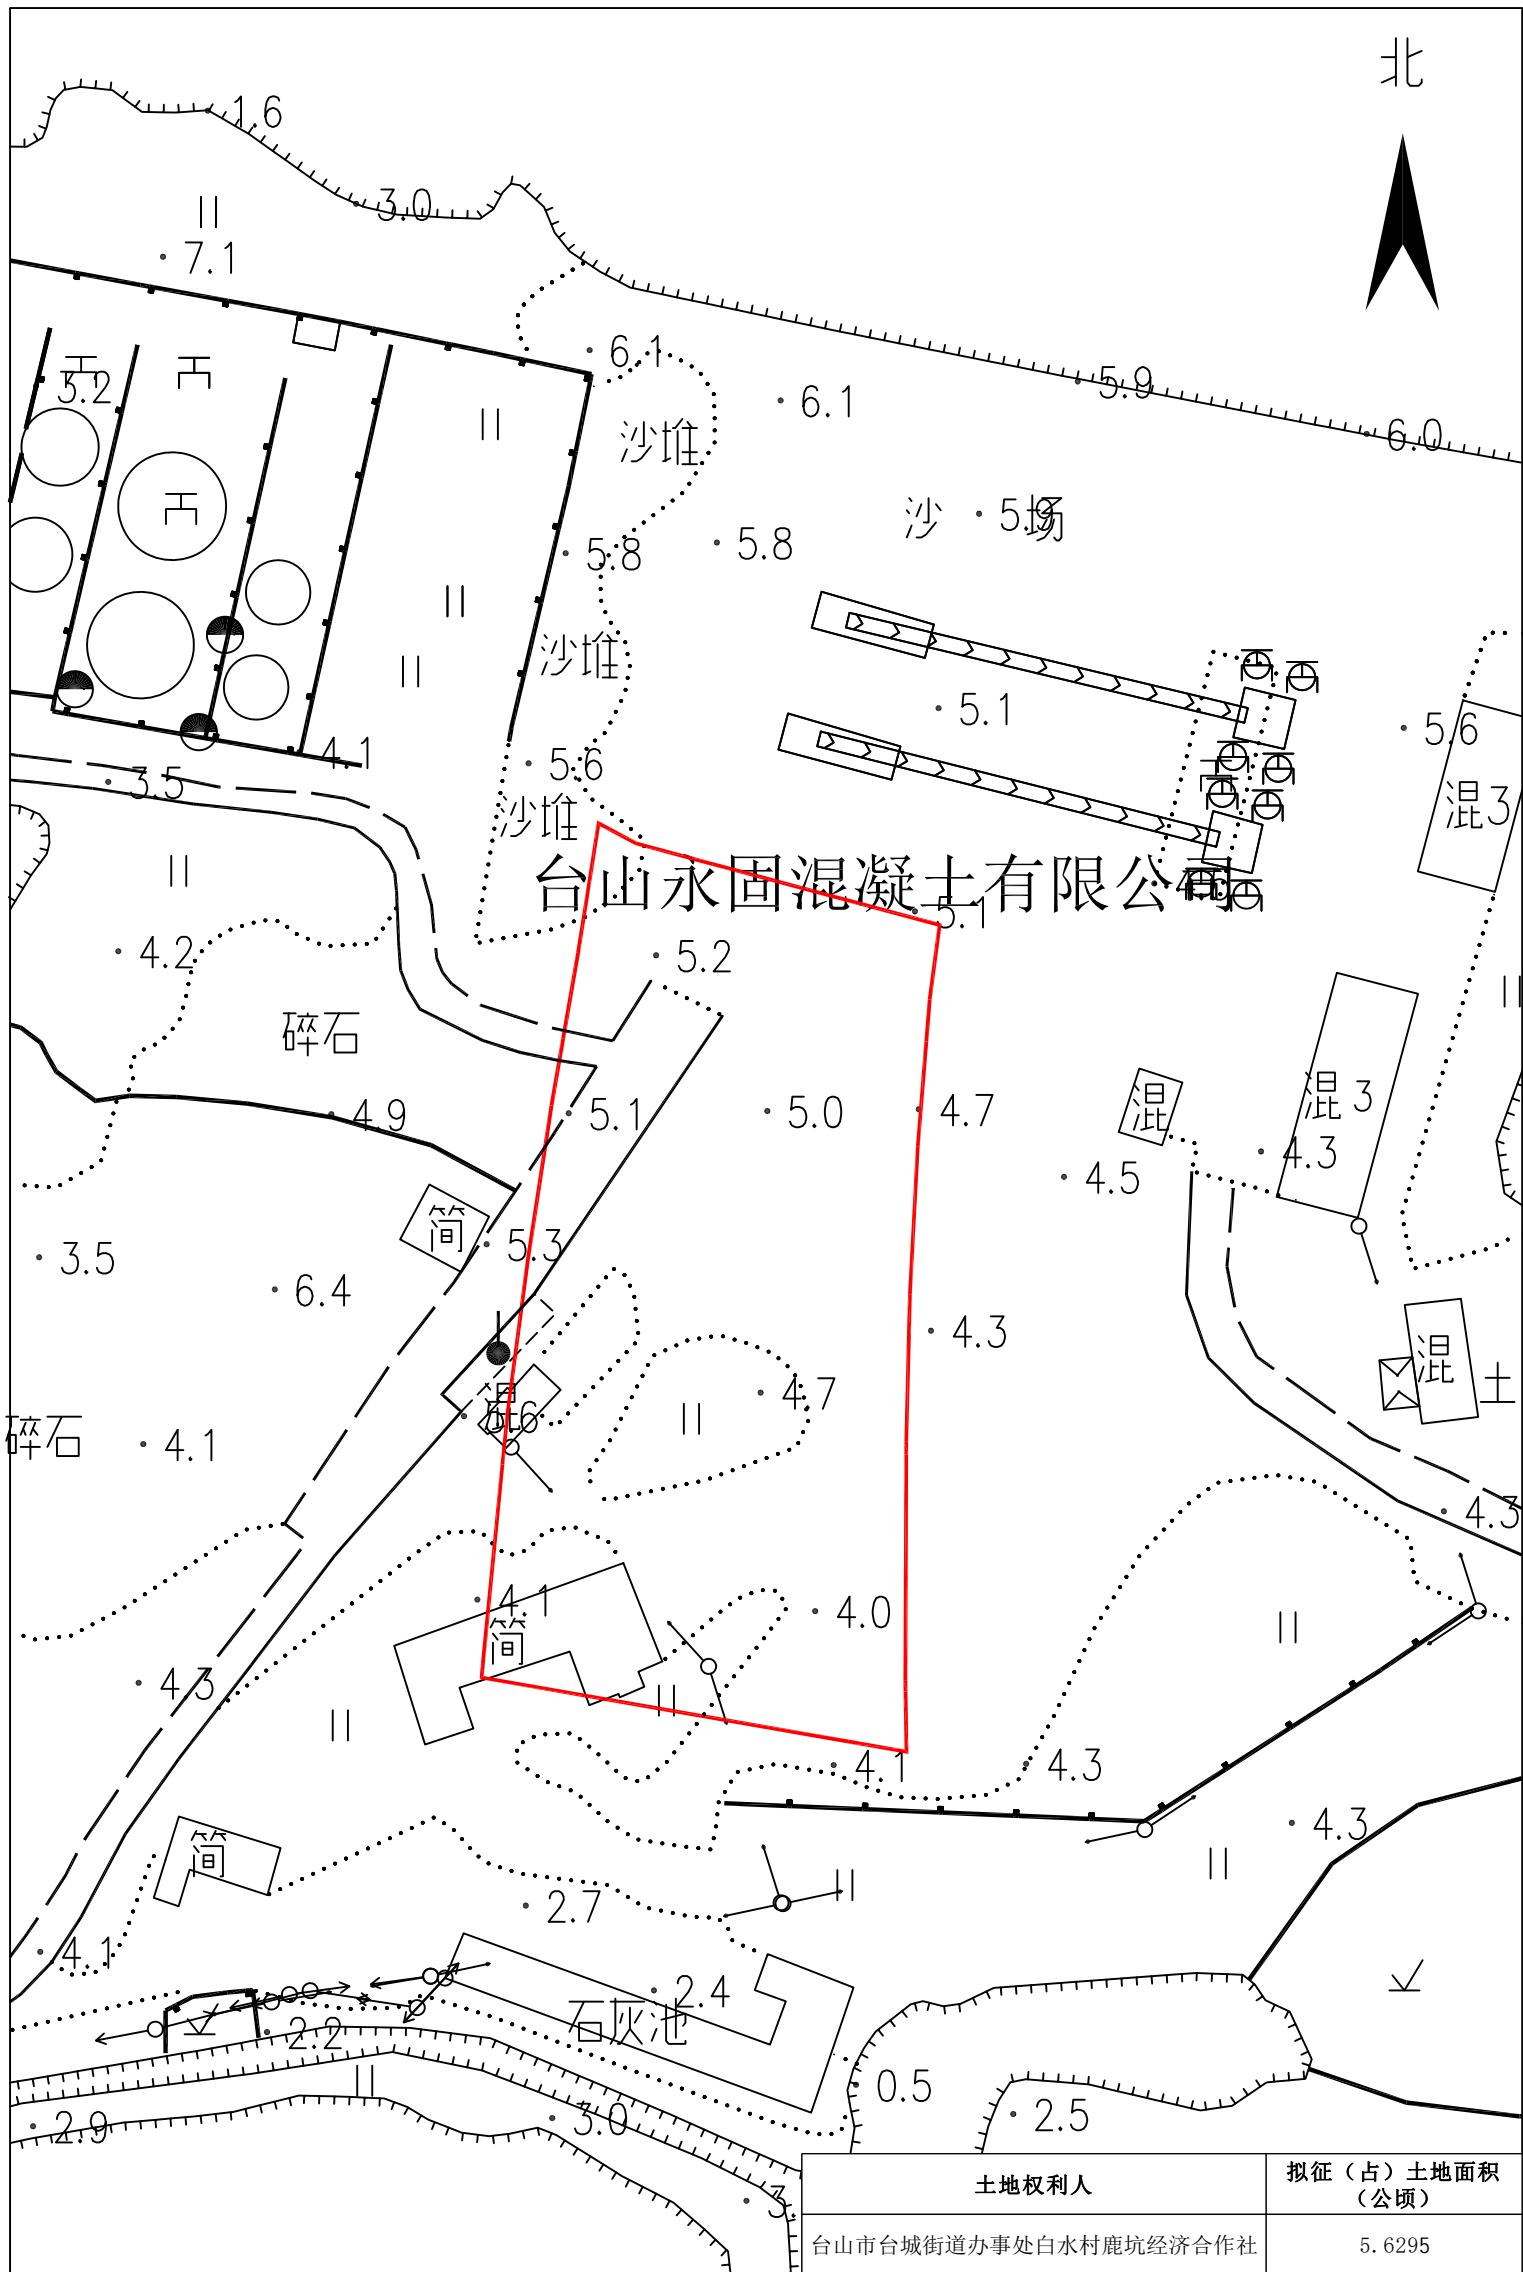 北
1.6
3.0
7.1
6.1
5.9
3.2
6.1
沙堆
6.0
沙 5.9 场
5.8
5.8
沙堆
5.1
5.6
4.1
5.6
3.5
沙堆
混3
台山永固混凝土有限公司
5.1
4.2
5.2
碎石
4.9
5.1
5.0
4.7
混
混 3
4.3
4.5
简
5.3
3.5
6.4
4.3
混
土
4.7
混
5.6
碎石
4.1
4.3
4.1
4.0
简
4.3
4.1
4.3
4.3
简
2.7
4.1
2.4
石灰池
2.2
0.5
2.9
3.0
2.5
3.
土地权利人
拟征（占）土地面积
（公顷）
台山市台城街道办事处白水村鹿坑经济合作社
5.6295